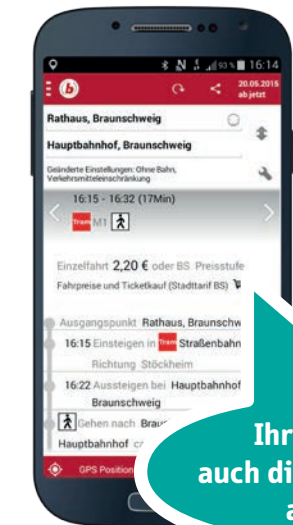 93% 16:14
b
20.05.2015
ab jetzt
Rathaus, Braunschweig
Hauptbahnhof, Braunschweig
Geänderte Einstellungen: Ohne Bahn,
Verkehrsmitteleinschränkung
16:15 - 16:32 (17Min)
Tram M1
Einzelfahrt 2,20 € oder BS Preisstufe
Fahrpreise und Ticketkauf (Stadttarif BS)
Ausgangspunkt Rathaus, Braunschw
16:15 Einsteigen in Tram Straßenbahn
Richtung Stöckheim
16:22 Aussteigen bei Hauptbahnhof
Braunschweig
Gehen nach Brau
Hauptbahnhof
GPS Position
Ihr
auch di
a